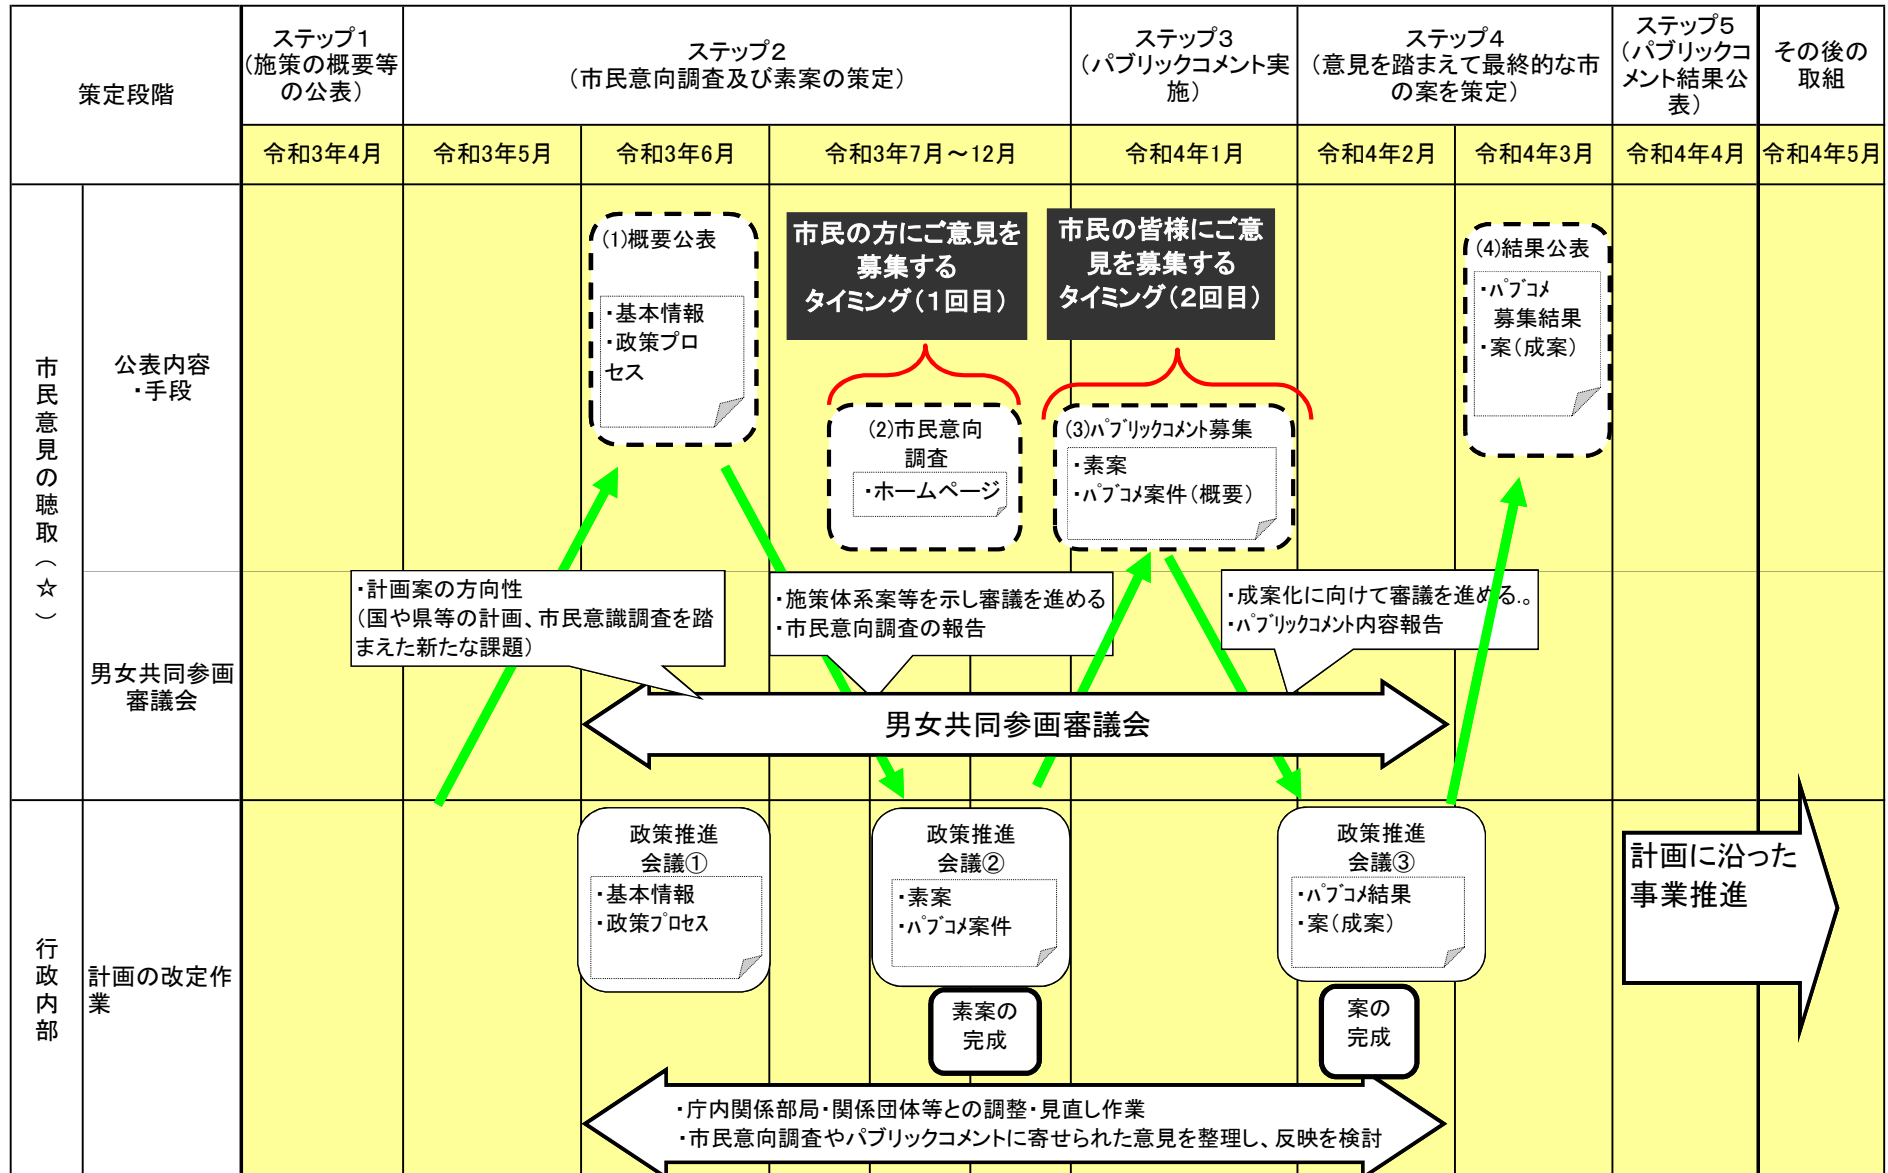 策定段階
ステップ1
（施策の概要等
の公表）
ステップ2
（市民意向調査及び素案の策定）
ステップ3
（パブリックコメント実
施）
ステップ4
（意見を踏まえて最終的な市
の案を策定）
ステップ5
（パブリックコ
メント結果公
表）
その後の
取組
令和3年4月
令和3年5月
令和3年6月
令和3年7月～12月
令和4年1月
令和4年2月
令和4年3月
令和4年4月
令和4年5月
市民意見の聴取（☆）
公表内容
・手段
(1)概要公表
・基本情報
・政策プロ
セス
市民の方にご意見を
募集する
タイミング（１回目）
(2)市民意向
調査
・ホームページ
市民の皆様にご意
見を募集する
タイミング（２回目）
(3)ﾊﾟﾌﾞﾘｯｸｺﾒﾝﾄ募集
・素案
・ﾊﾟﾌﾞｺﾒ案件（概要）
(4)結果公表
・ﾊﾟﾌﾞｺﾒ
募集結果
・案（成案）
男女共同参画
審議会
・計画案の方向性
（国や県等の計画、市民意識調査を踏
まえた新たな課題）
・施策体系案等を示し審議を進める
・市民意向調査の報告
・成案化に向けて審議を進める.。
・ﾊﾟﾌﾞﾘｯｸｺﾒﾝﾄ内容報告
男女共同参画審議会
行政内部
計画の改定作
業
政策推進
会議①
・基本情報
・政策ﾌﾟﾛｾｽ
政策推進
会議②
・素案
・ﾊﾟﾌﾞｺﾒ案件
素案の
完成
政策推進
会議③
・ﾊﾟﾌﾞｺﾒ結果
・案（成案）
案の
完成
計画に沿った
事業推進
・庁内関係部局・関係団体等との調整・見直し作業
・市民意向調査やパブリックコメントに寄せられた意見を整理し、反映を検討